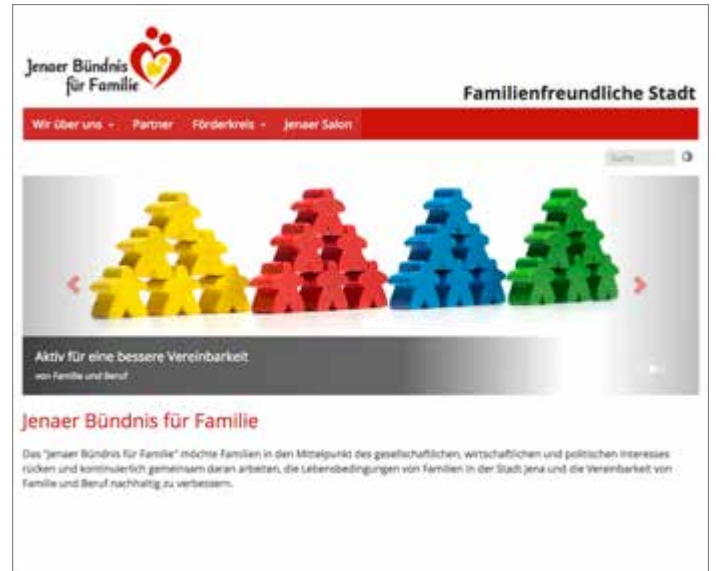 Jenaer Bündnis
für Familie
Familienfreundliche Stadt
Wir über uns Partner Förderkreis Jenaer Salon
Suche
Aktiv für eine bessere Vereinbarkeit
von Familie und Beruf
Jenaer Bündnis für Familie
Das "Jenaer Bündnis für Familie" möchte Familien in den Mittelpunkt des gesellschaftlichen, wirtschaftlichen und politischen Interesses
rücken und kontinuierlich gemeinsam daran arbeiten, die Lebensbedingungen von Familien in der Stadt Jena und die Vereinbarkeit von
Familie und Beruf nachhaltig zu verbessern.